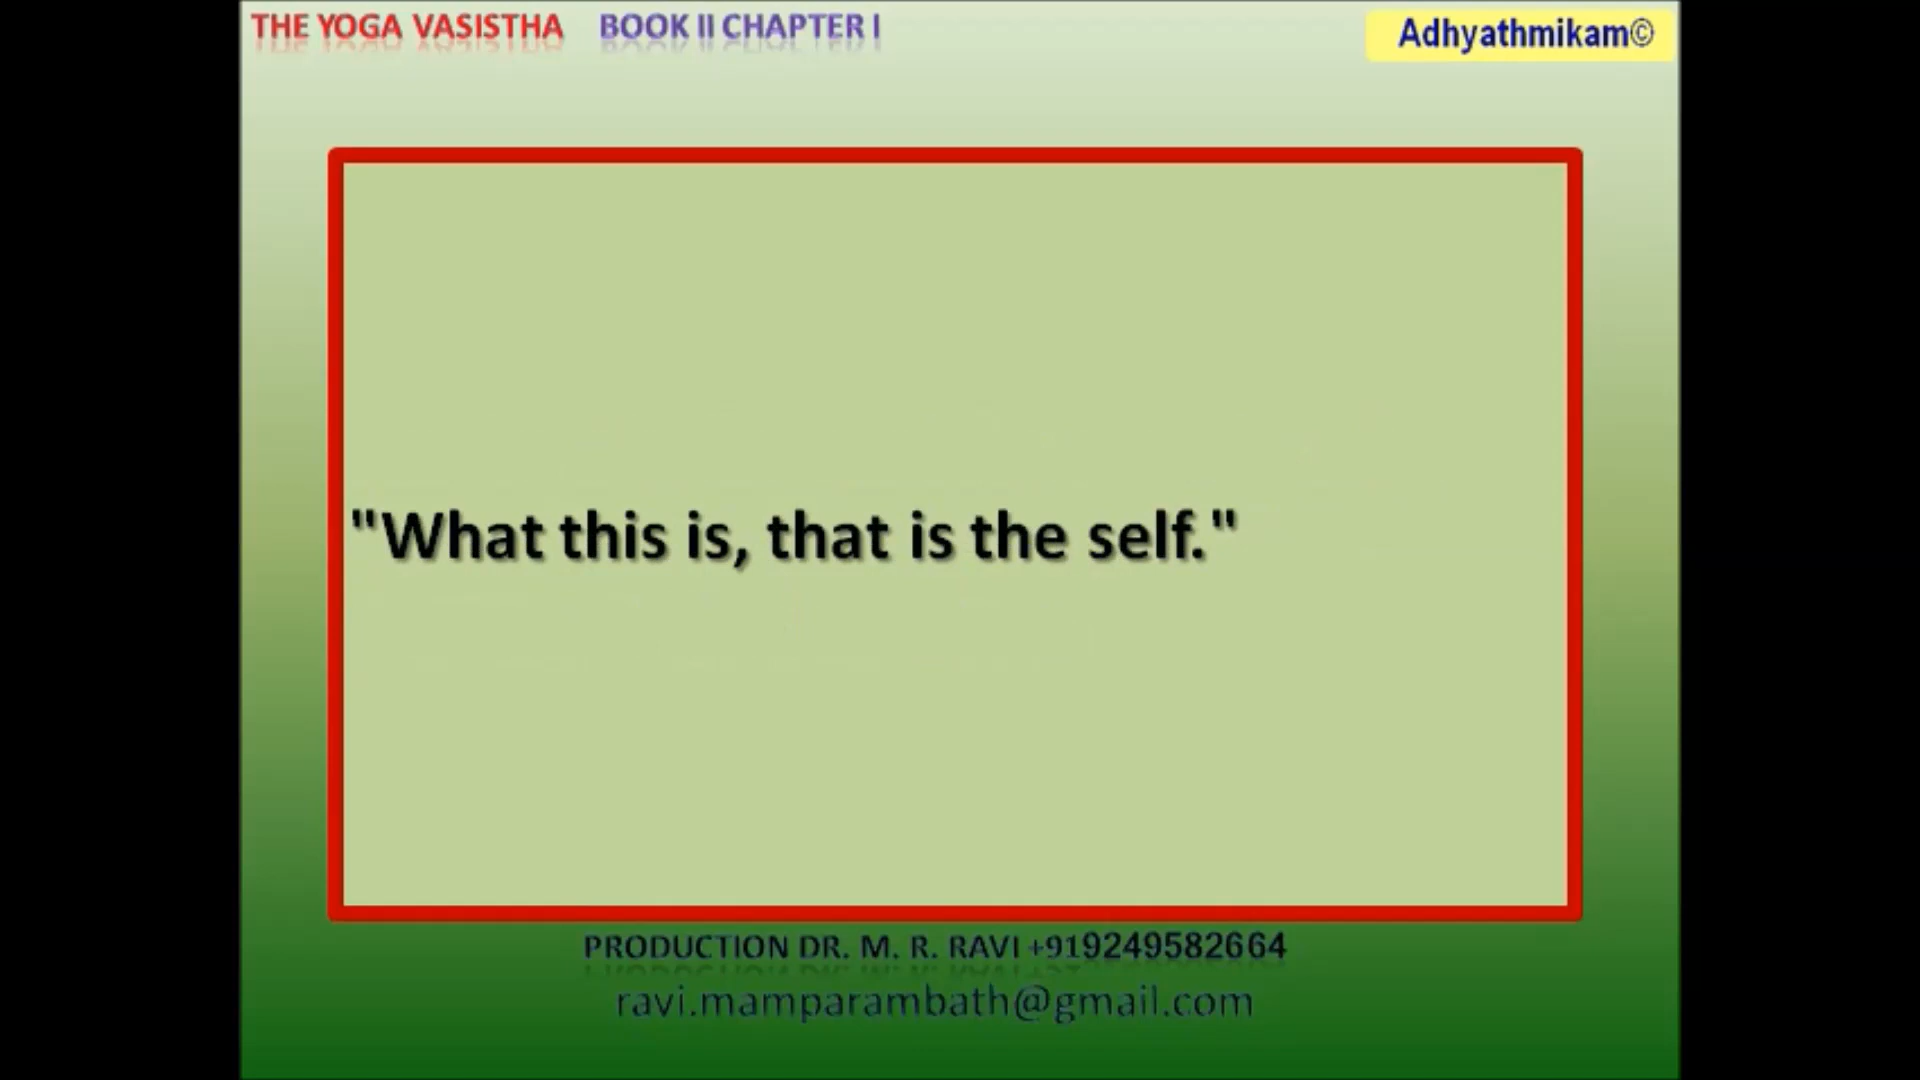 THE YOGA VASISTHA BOOK II CHAPTER I
Adhyathmikam©
"What this is, that is the self."
PRODUCTION DR. M. R. RAVI +919249582664
ravi.mamparambath@gmail.com